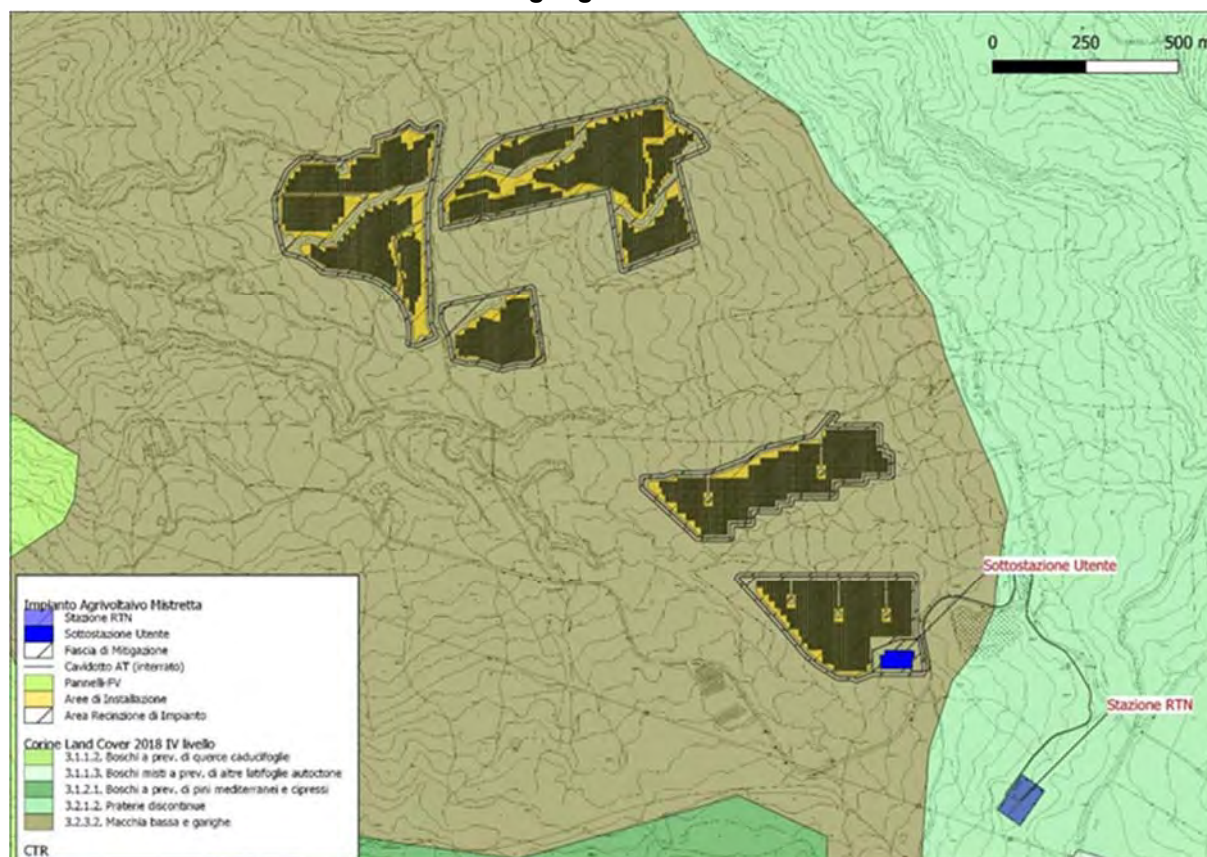 0 250 500 m
Sottostazione Utente
Stazione RTN
Impianto Agrivoltaivo Mistretta
Stazione RTN
Sottostazione Utente
Fascia di Mitigazione
Cavidotto AT (interrato)
Pannelli-FV
Aree di Installazione
Area Recinzione di Impianto
Corine Land Cover 2018 IV livello
3.1.1.2. Boschi a prev. di querce caducifoglie
3.1.1.3. Boschi misti a prev. di altre latifoglie autoctone
3.1.2.1. Boschi a prev. di pini mediterranei e cipressi
3.2.1.2. Praterie discontinue
3.2.3.2. Macchia bassa e garighe
CTR